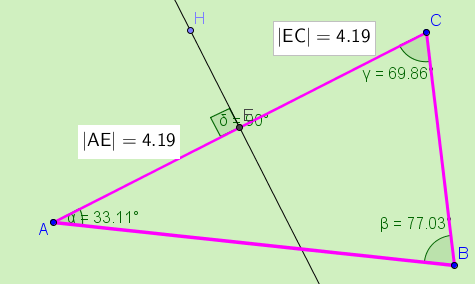 H
C
|EC| = 4.19
γ = 69.86°
E
δ = 90°
|AE| = 4.19
α = 33.11°
A
β = 77.03°
B